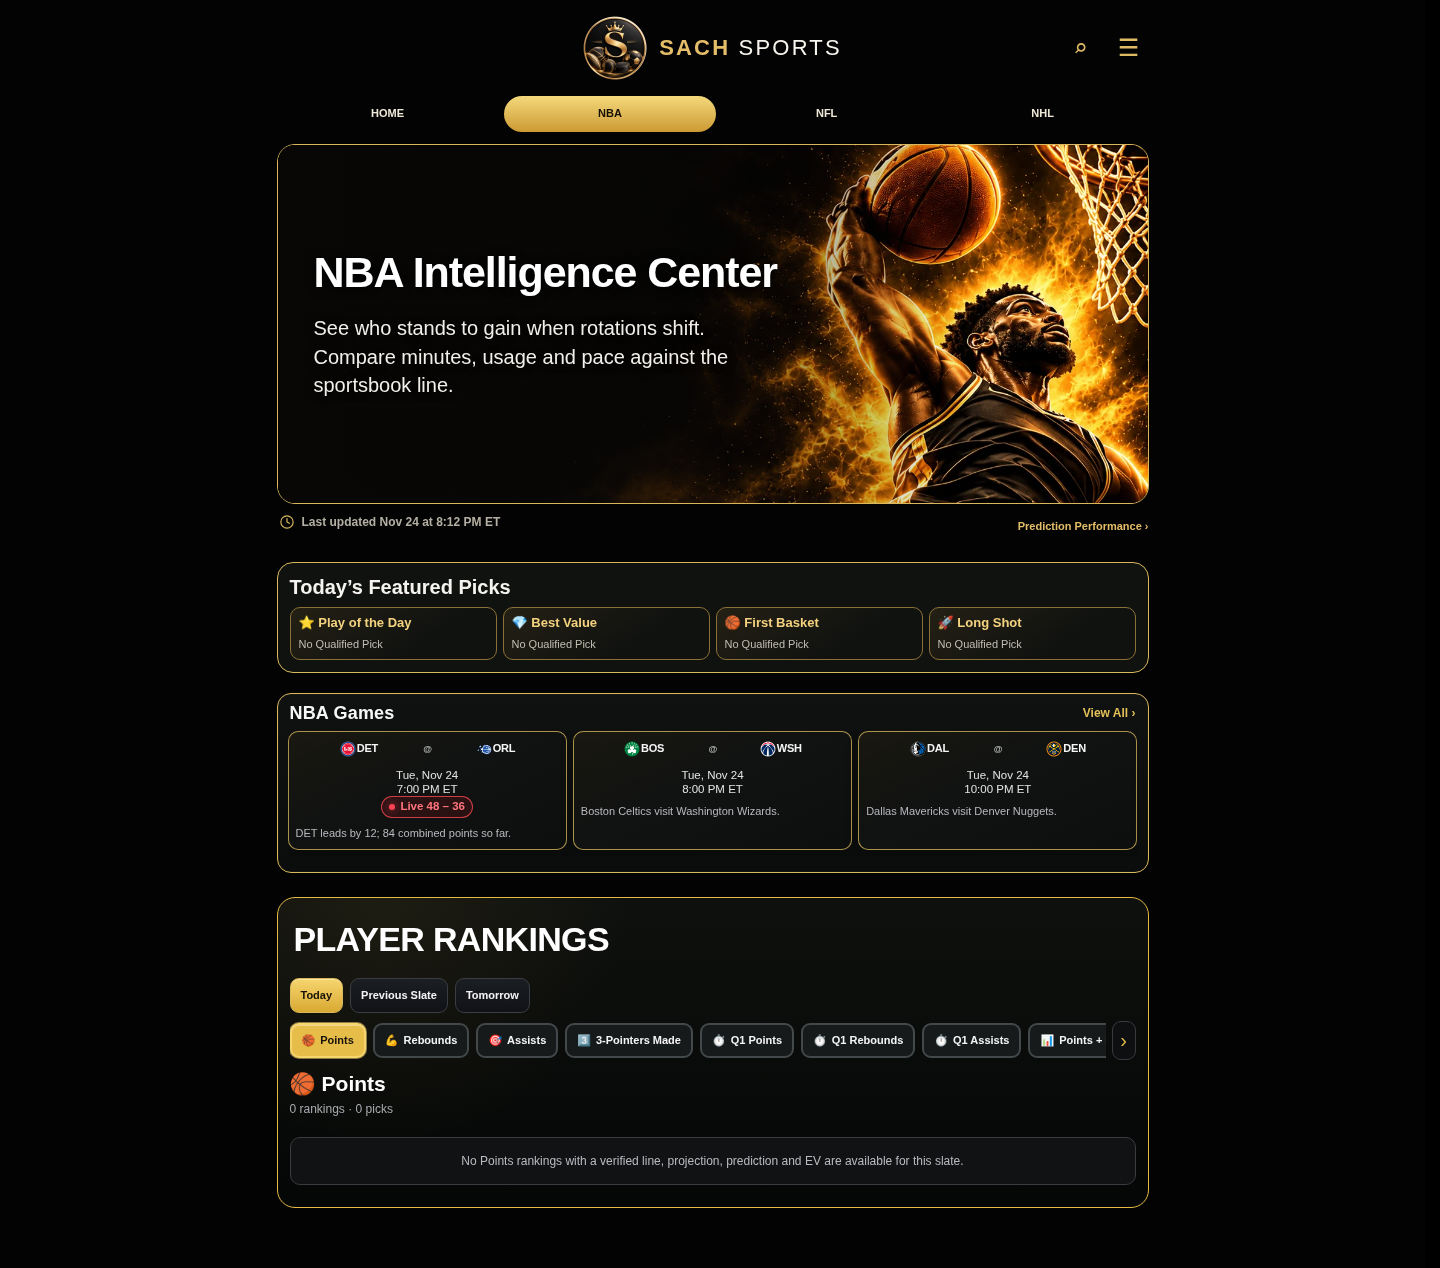 S
SACH SPORTS
☰
HOME
NBA
NFL
NHL
NBA Intelligence Center
See who stands to gain when rotations shift.
Compare minutes, usage and pace against the
sportsbook line.
Last updated Nov 24 at 8:12 PM ET
Prediction Performance ›
Today’s Featured Picks
⭐ Play of the Day
No Qualified Pick
💎 Best Value
No Qualified Pick
🏀 First Basket
No Qualified Pick
🚀 Long Shot
No Qualified Pick
NBA Games
View All ›
DET @ ORL
Tue, Nov 24
7:00 PM ET
Live 48 – 36
DET leads by 12; 84 combined points so far.
BOS @ WSH
Tue, Nov 24
8:00 PM ET
Boston Celtics visit Washington Wizards.
DAL @ DEN
Tue, Nov 24
10:00 PM ET
Dallas Mavericks visit Denver Nuggets.
PLAYER RANKINGS
Today
Previous Slate
Tomorrow
🏀 Points
💪 Rebounds
🎯 Assists
3️⃣ 3-Pointers Made
⏱️ Q1 Points
⏱️ Q1 Rebounds
⏱️ Q1 Assists
📊 Points +
›
🏀 Points
0 rankings · 0 picks
No Points rankings with a verified line, projection, prediction and EV are available for this slate.